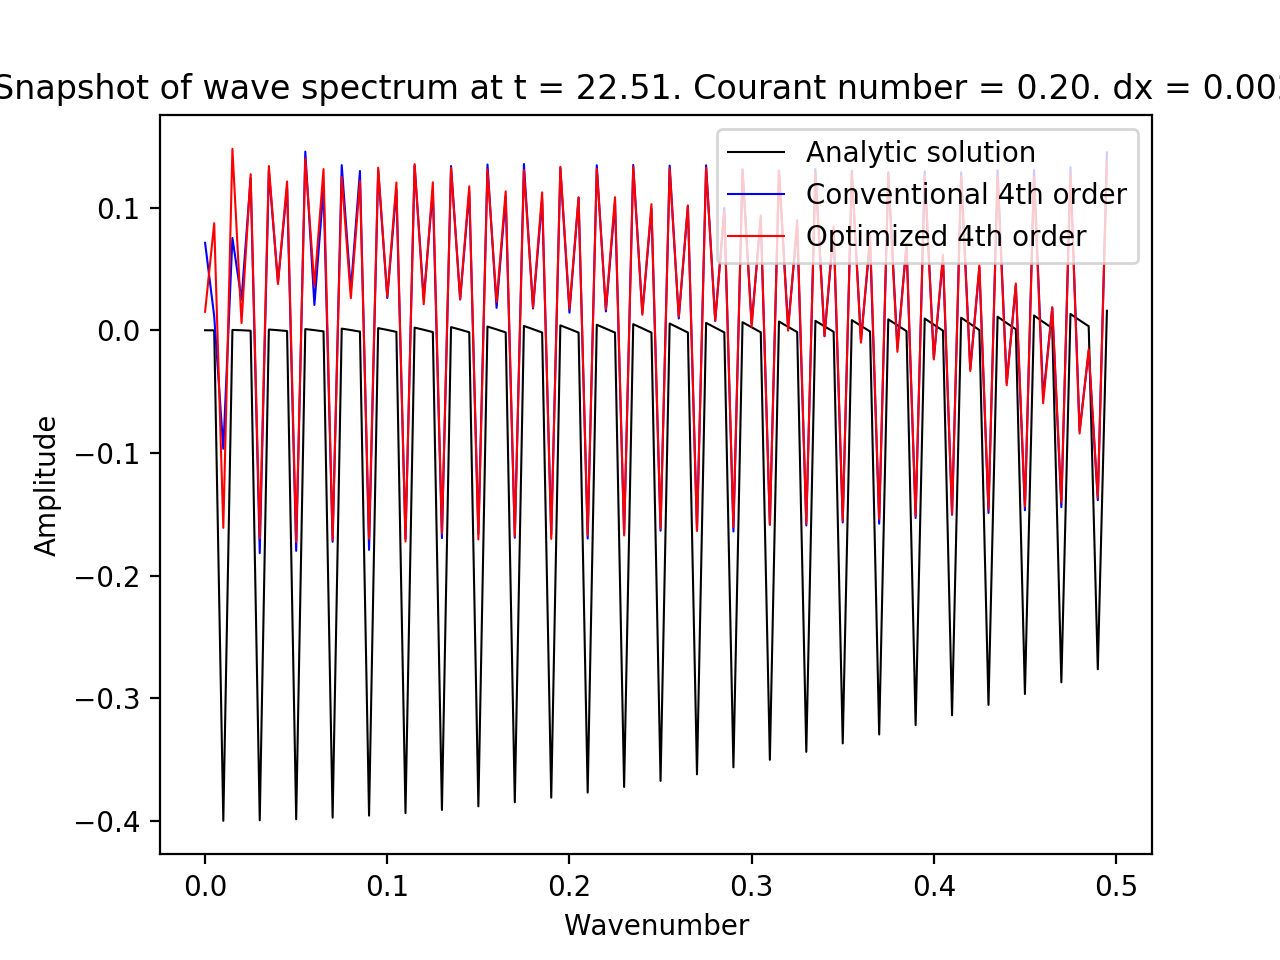 Snapshot of wave spectrum at t = 22.51. Courant number = 0.20. dx =
Analytic solution
Conventional 4th order
Optimized 4th order
0.1
0.0
−0.1
−0.2
−0.3
−0.4
Amplitude
0.0 0.1 0.2 0.3 0.4 0.5
Wavenumber